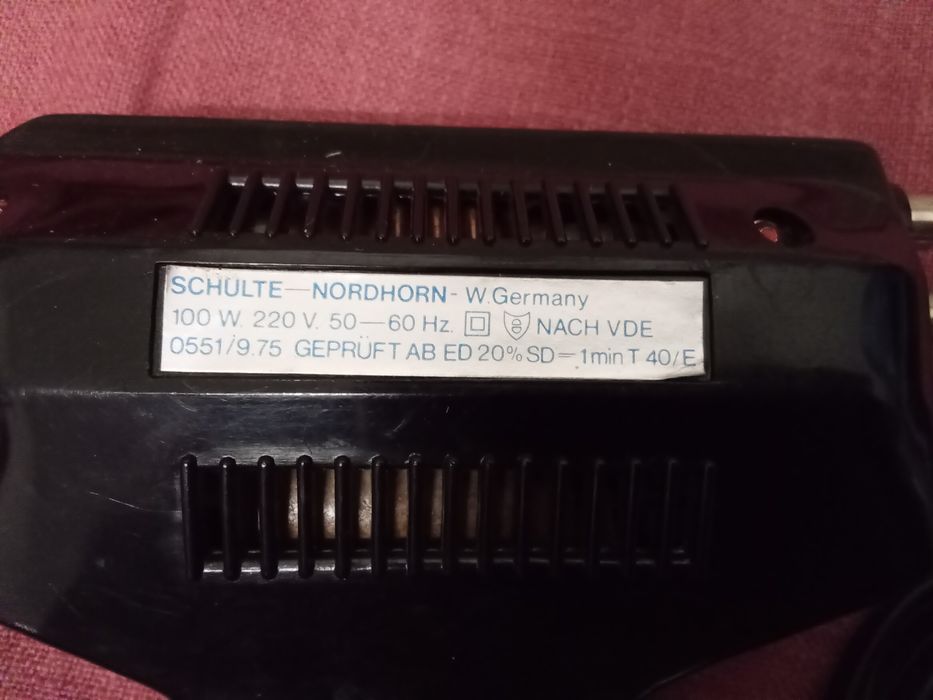 SCHULTE—NORDHORN- W.Germany
100 W. 220 V. 50—60 Hz. NACH VDE
0551/9.75 GEPRÜFT AB ED 20% SD=1min T 40/E